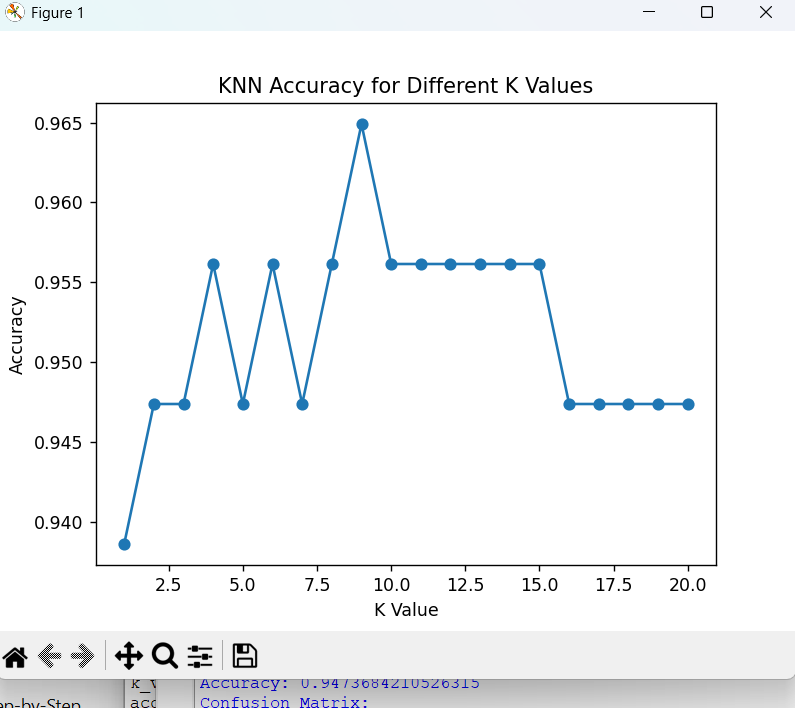 Figure 1
KNN Accuracy for Different K Values
0.965
0.960
0.955
0.950
0.945
0.940
Accuracy
2.5 5.0 7.5 10.0 12.5 15.0 17.5 20.0
K Value
Accuracy: 0.9473684210526315
Confusion Matrix: